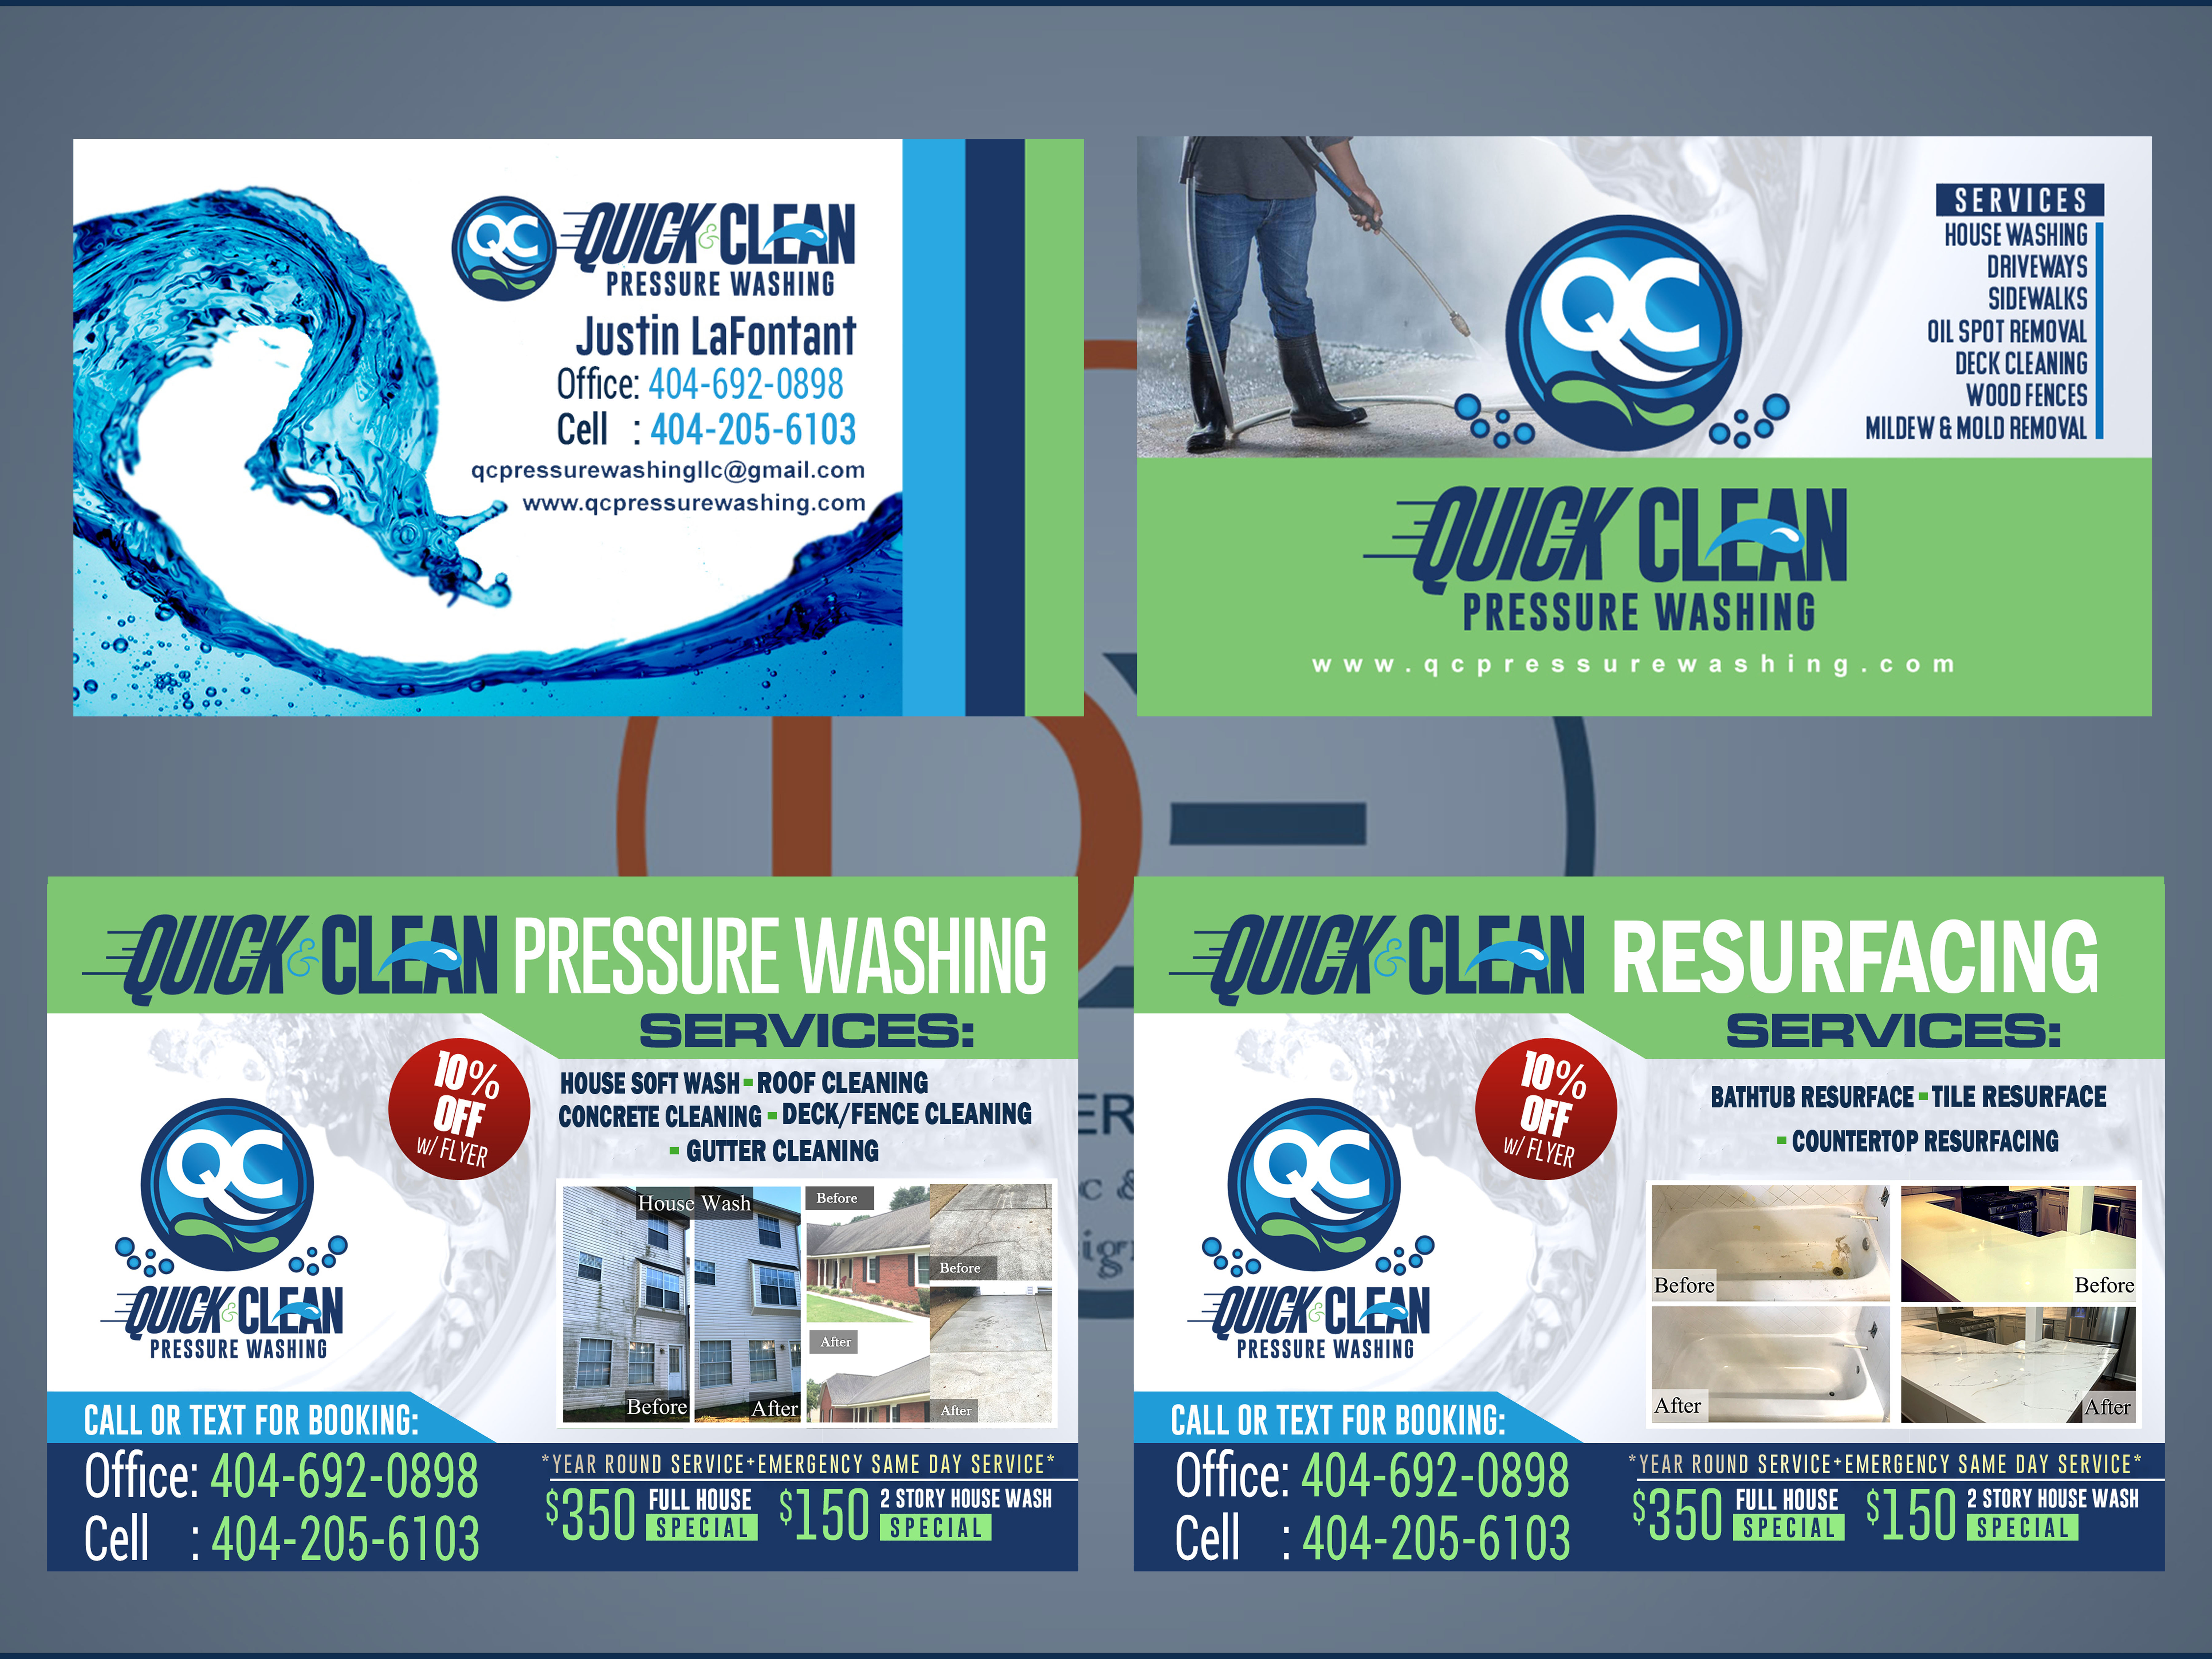 QC
QUICK & CLEAN
PRESSURE WASHING
Justin LaFontant
Office: 404-692-0898
Cell : 404-205-6103
qcpressurewashingllc@gmail.com
www.qcpressurewashing.com
SERVICES
HOUSE WASHING
DRIVEWAYS
SIDEWALKS
OIL SPOT REMOVAL
DECK CLEANING
WOOD FENCES
MILDEW & MOLD REMOVAL
QC
QUICK CLEAN
PRESSURE WASHING
www.qcpressurewashing.com
QUICK & CLEAN PRESSURE WASHING
SERVICES:
10%
OFF
W/ FLYER
HOUSE SOFT WASH - ROOF CLEANING
CONCRETE CLEANING - DECK/FENCE CLEANING
- GUTTER CLEANING
QC
QUICK & CLEAN
PRESSURE WASHING
House Wash
Before
After
Before
After
Before
After
CALL OR TEXT FOR BOOKING:
Office: 404-692-0898
Cell : 404-205-6103
*YEAR ROUND SERVICE+EMERGENCY SAME DAY SERVICE*
$350 FULL HOUSE SPECIAL
$150 2 STORY HOUSE WASH SPECIAL
QUICK & CLEAN RESURFACING
SERVICES:
10%
OFF
W/ FLYER
BATHTUB RESURFACE - TILE RESURFACE
- COUNTERTOP RESURFACING
QC
QUICK & CLEAN
PRESSURE WASHING
Before
Before
After
After
CALL OR TEXT FOR BOOKING:
Office: 404-692-0898
Cell : 404-205-6103
*YEAR ROUND SERVICE+EMERGENCY SAME DAY SERVICE*
$350 FULL HOUSE SPECIAL
$150 2 STORY HOUSE WASH SPECIAL